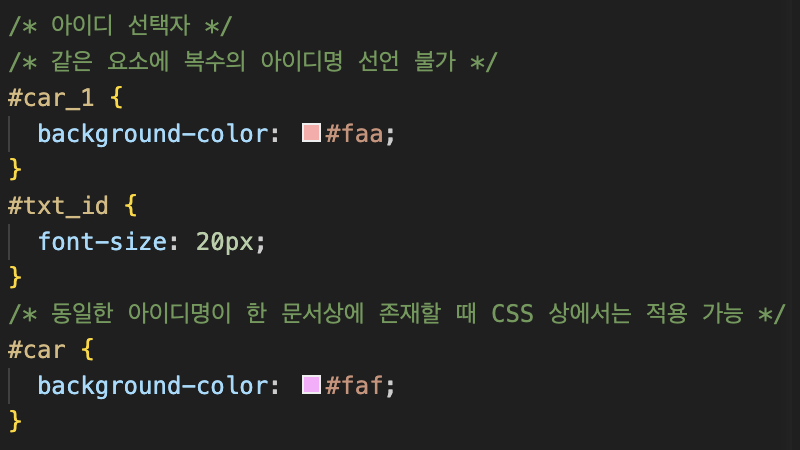 /* 아이디 선택자 */
/* 같은 요소에 복수의 아이디명 선언 불가 */
#car_1 {
background-color: #faa;
}
#txt_id {
font-size: 20px;
}
/* 동일한 아이디명이 한 문서상에 존재할 때 CSS 상에서는 적용 가능 */
#car {
background-color: #faf;
}